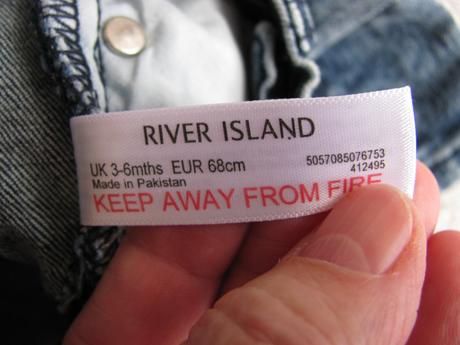 RIVER ISLAND
UK 3-6mths EUR 68cm 5057085076753
Made in Pakistan 412495
KEEP AWAY FROM FIRE